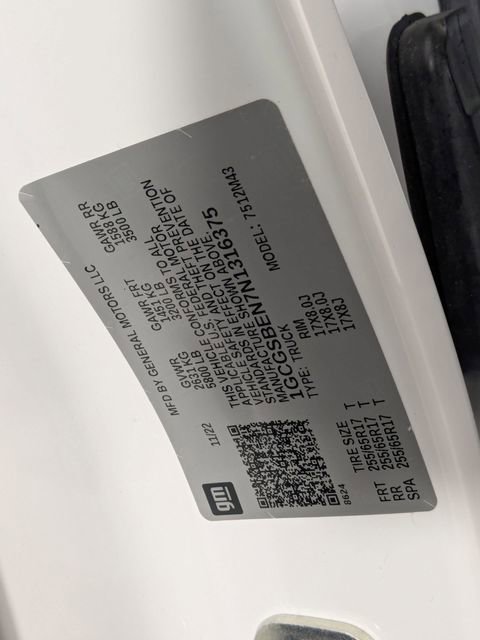 gm
MFD BY GENERAL MOTORS LLC
11/22 GVWR GAWR FRT GAWR RR
2631 KG 1451 KG 1588 KG
5800 LB 3200 LB 3500 LB
THIS VEHICLE CONFORMS TO ALL
APPLICABLE U.S. FEDERAL MOTOR
VEHICLE SAFETY AND THEFT PREVENTION
STANDARDS IN EFFECT ON THE DATE OF
MANUFACTURE SHOWN ABOVE.
1GCGSBEN7N1316375
TYPE: TRUCK MODEL: 7512M43
8624
TIRE SIZE RIM
FRT 255/65R17 T 17X8.0J
RR 255/65R17 T 17X8.0J
SPA 255/65R17 T 17X8J